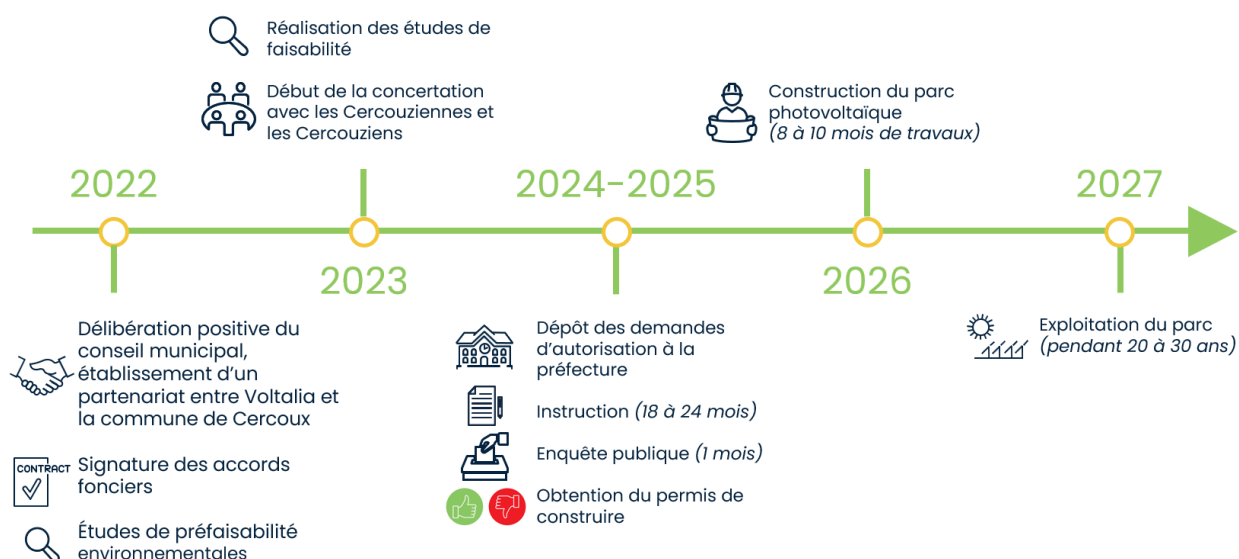 2022
Délibération positive du
conseil municipal,
établissement d'un
partenariat entre Voltalia et
la commune de Cercoux
CONTRACT
Signature des accords
fonciers
Études de préfaisabilité
environnementales
Réalisation des études de
faisabilité
Début de la concertation
avec les Cercouziennes et
les Cercouziens
2023
2024-2025
Dépôt des demandes
d'autorisation à la
préfecture
Instruction (18 à 24 mois)
Enquête publique (1 mois)
Obtention du permis de
construire
Construction du parc
photovoltaïque
(8 à 10 mois de travaux)
2026
2027
Exploitation du parc
(pendant 20 à 30 ans)